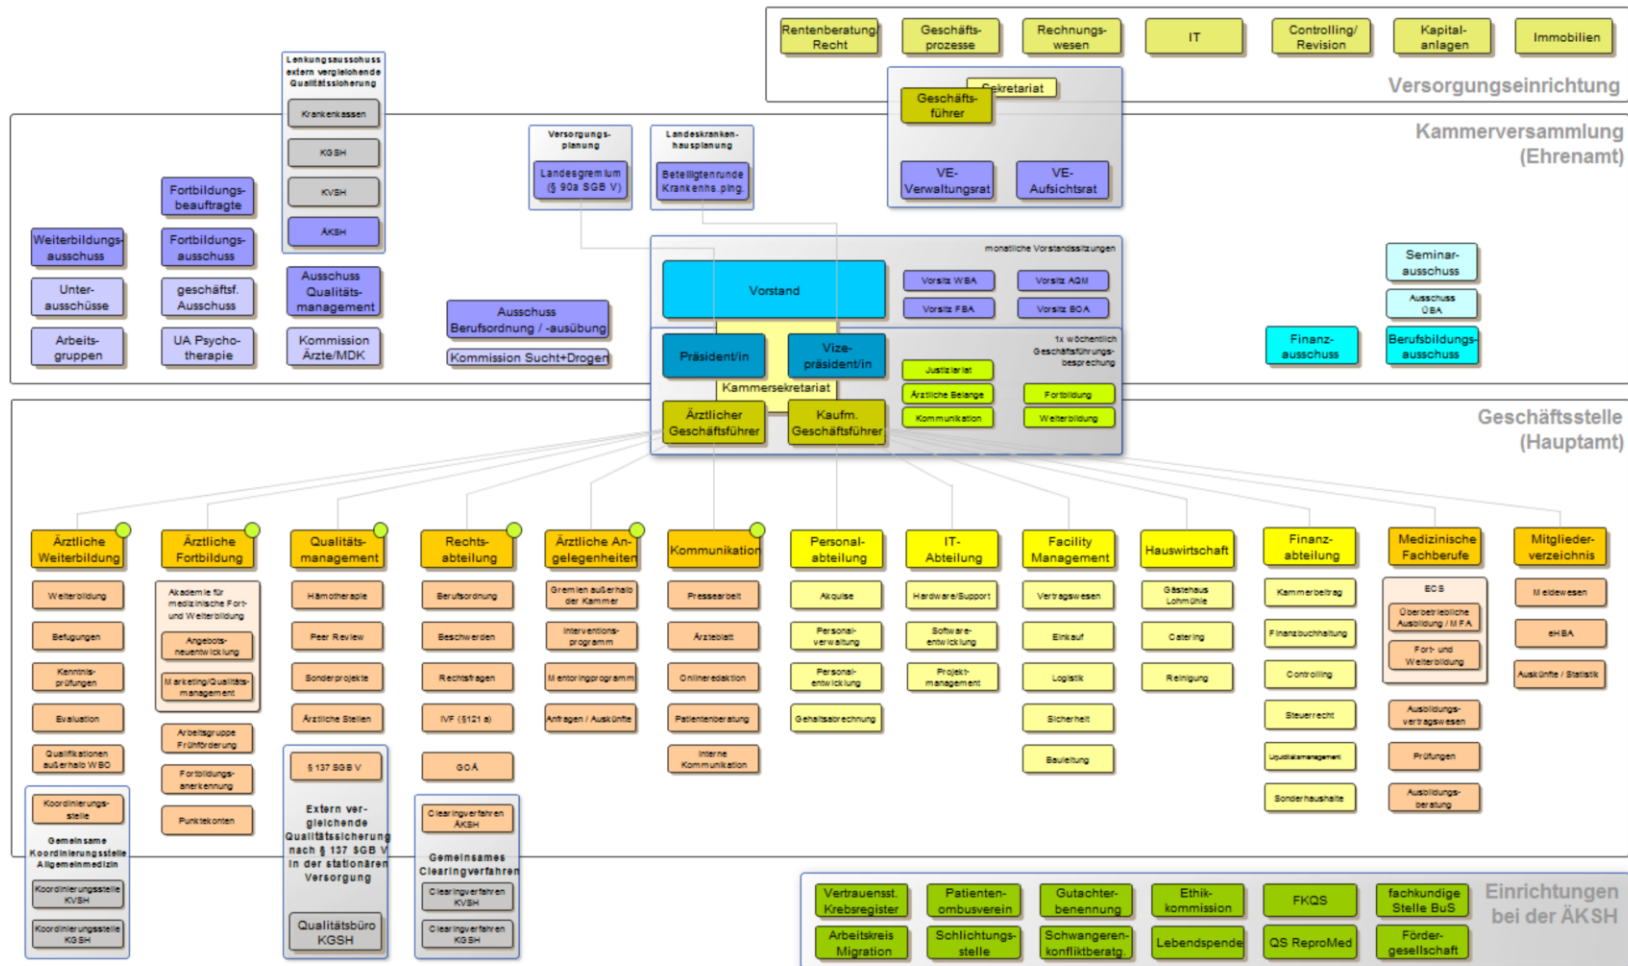 Rentenberatung/
Recht
Geschäfts-
prozesse
Rechnungs-
wesen
IT
Controlling/
Revision
Kapital-
anlagen
Immobilien
Versorgungseinrichtung
Sekretariat
Geschäfts-
führer
VE-
Verwaltungsrat
VE-
Aufsichtsrat
Kammerversammlung
(Ehrenamt)
Lenkungsausschuss
extern vergleichende
Qualitätssicherung
Krankenkassen
KGSH
KVSH
ÄKSH
Versorgungs-
planung
Landesgremium
(§ 90a SGB V)
Landeskranken-
hausplanung
Beteiligtenrunde
Krankenhs.plng.
Weiterbildungs-
ausschuss
Unter-
ausschüsse
Arbeits-
gruppen
Fortbildungs-
beauftragte
Fortbildungs-
ausschuss
geschäftsf.
Ausschuss
UA Psycho-
therapie
Ausschuss
Qualitäts-
management
Kommission
Ärzte/MDK
Ausschuss
Berufsordnung / -ausübung
Kommission Sucht+Drogen
monatliche Vorstandssitzungen
Vorstand
Vorsitz WBA
Vorsitz AQM
Vorsitz FBA
Vorsitz BOA
Präsident/in
Vize-
präsident/in
Kammersekretariat
1x wöchentlich
Geschäftsführungs-
besprechung
Justiziariat
Ärztliche Belange
Fortbildung
Kommunikation
Weiterbildung
Ärztlicher
Geschäftsführer
Kaufm.
Geschäftsführer
Seminar-
ausschuss
Ausschuss
ÜBA
Finanz-
ausschuss
Berufsbildungs-
ausschuss
Geschäftsstelle
(Hauptamt)
Ärztliche
Weiterbildung
Weiterbildung
Befugungen
Kenntnis-
prüfungen
Evaluation
Qualifikationen
außerhalb WBO
Koordinierungs-
stelle
Gemeinsame
Koordinierungsstelle
Allgemeinmedizin
Koordinierungsstelle
KVSH
Koordinierungsstelle
KGSH
Ärztliche
Fortbildung
Akademie für
medizinische Fort-
und Weiterbildung
Angebots-
neuentwicklung
Marketing/Qualitäts-
management
Arbeitsgruppe
Frühförderung
Fortbildungs-
anerkennung
Punktekonten
Qualitäts-
management
Hämotherapie
Peer Review
Sonderprojekte
Ärztliche Stellen
§ 137 SGB V
Extern ver-
gleichende
Qualitätssicherung
nach § 137 SGB V
in der stationären
Versorgung
Qualitätsbüro
KGSH
Rechts-
abteilung
Berufsordnung
Beschwerden
Rechtsfragen
IVF (§121 a)
GOÄ
Clearingverfahren
ÄKSH
Gemeinsames
Clearingverfahren
Clearingverfahren
KVSH
Clearingverfahren
KGSH
Ärztliche An-
gelegenheiten
Gremien außerhalb
der Kammer
Interventions-
programm
Mentoringprogramm
Anfragen / Auskünfte
Kommunikation
Pressearbeit
Ärzteblatt
Onlineredaktion
Patientenberatung
Interne
Kommunikation
Personal-
abteilung
Akquise
Personal-
verwaltung
Personal-
entwicklung
Gehaltsabrechnung
IT-
Abteilung
Hardware/Support
Software-
entwicklung
Projekt-
management
Facility
Management
Vertragswesen
Einkauf
Logistik
Sicherheit
Bauleitung
Hauswirtschaft
Gästehaus
Lohmühle
Catering
Reinigung
Finanz-
abteilung
Kammerbeitrag
Finanzbuchhaltung
Controlling
Steuerrecht
Liquiditätsmanagement
Sonderhaushalte
Medizinische
Fachberufe
ECS
Überbetriebliche
Ausbildung / MFA
Fort- und
Weiterbildung
Ausbildungs-
vertragswesen
Prüfungen
Ausbildungs-
beratung
Mitglieder-
verzeichnis
Meldewesen
eHBA
Auskünfte / Statistik
Einrichtungen
bei der ÄKSH
Vertrauensst.
Krebsregister
Patienten-
ombusverein
Gutachter-
benennung
Ethik-
kommission
FKQS
fachkundige
Stelle BuS
Arbeitskreis
Migration
Schlichtungs-
stelle
Schwangeren-
konfliktberatg.
Lebendspende
QS ReproMed
Förder-
gesellschaft